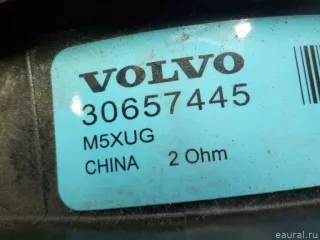 VOLVO
30657445
M5XUG
CHINA 2 Ohm
eaural.ru